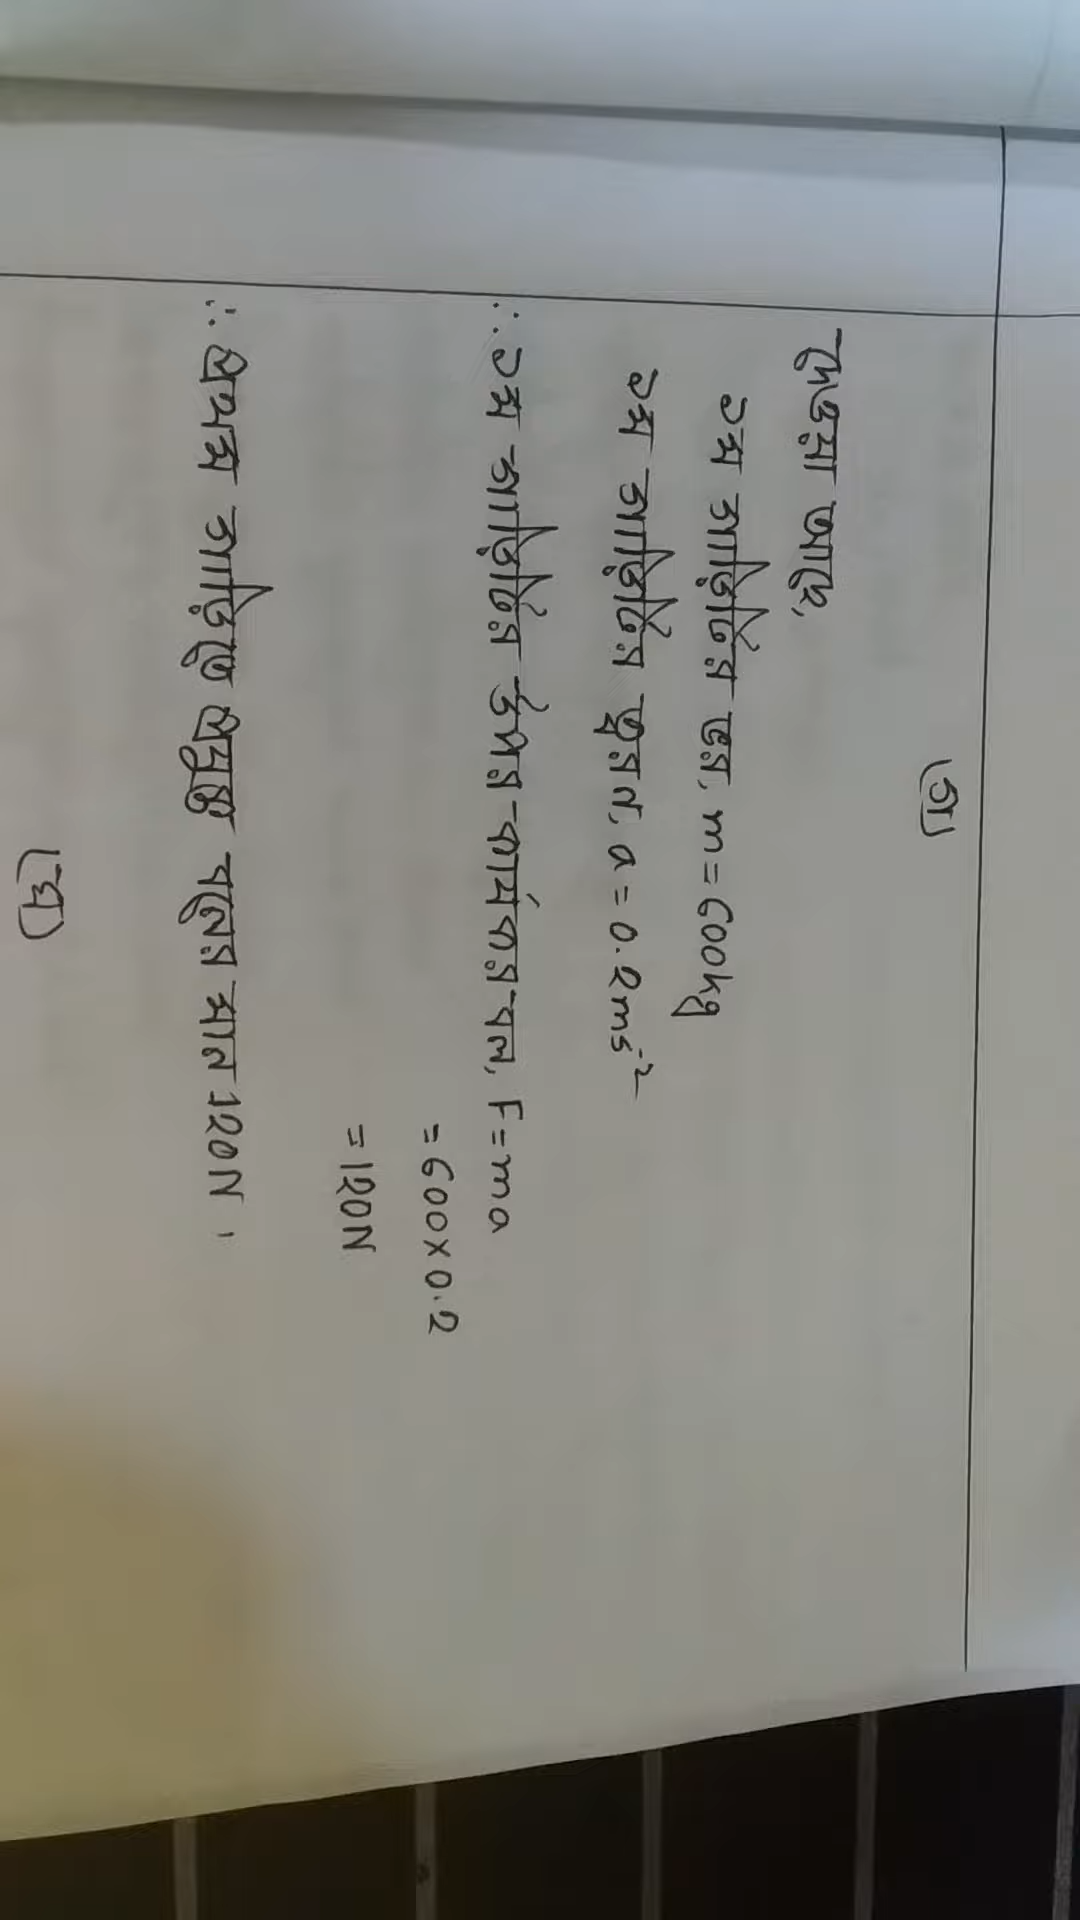 (গ)
দেওয়া আছে,
১ম গাড়িটির ভর, m = 600kg
১ম গাড়িটির ত্বরন, a = 0.2ms⁻²
∴ ১ম গাড়িটির উপর কার্যকর বল, F = ma
= 600 × 0.2
= 120N
∴ প্রথম গাড়িতে প্রযুক্ত বলের মান 120N ।
(ঘ)